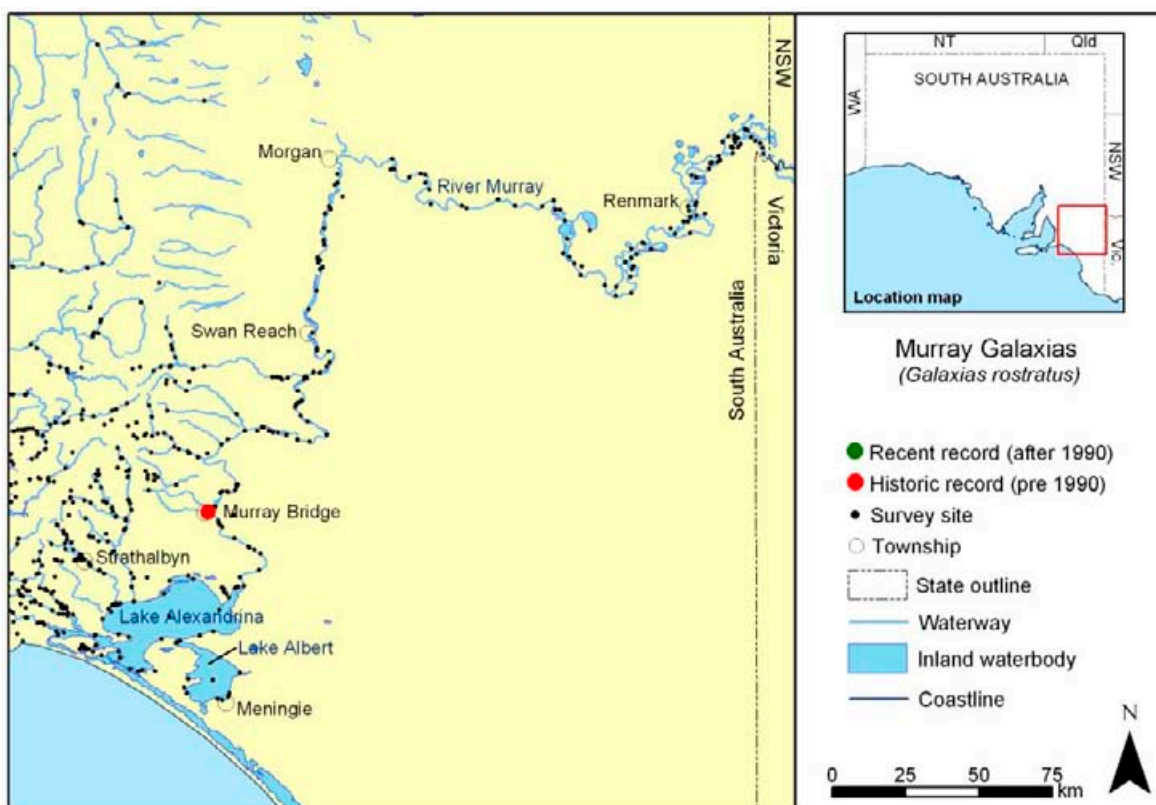 NSW
Morgan
River Murray
Renmark
Victoria
South Australia
Swan Reach
Murray Bridge
Strathalbyn
Lake Alexandrina
Lake Albert
Meningie
NT
Qld
SOUTH AUSTRALIA
WA
NSW
Vic.
Location map
Murray Galaxias
(Galaxias rostratus)
Recent record (after 1990)
Historic record (pre 1990)
Survey site
Township
State outline
Waterway
Inland waterbody
Coastline
N
0 25 50 75
km